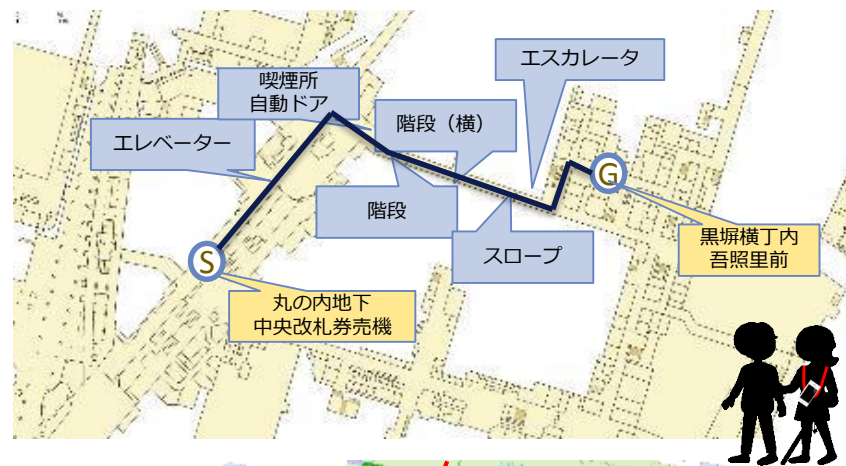 エスカレータ
喫煙所
自動ドア
階段（横）
エレベーター
階段
G
スロープ
黒塀横丁内
吾照里前
S
丸の内地下
中央改札券売機